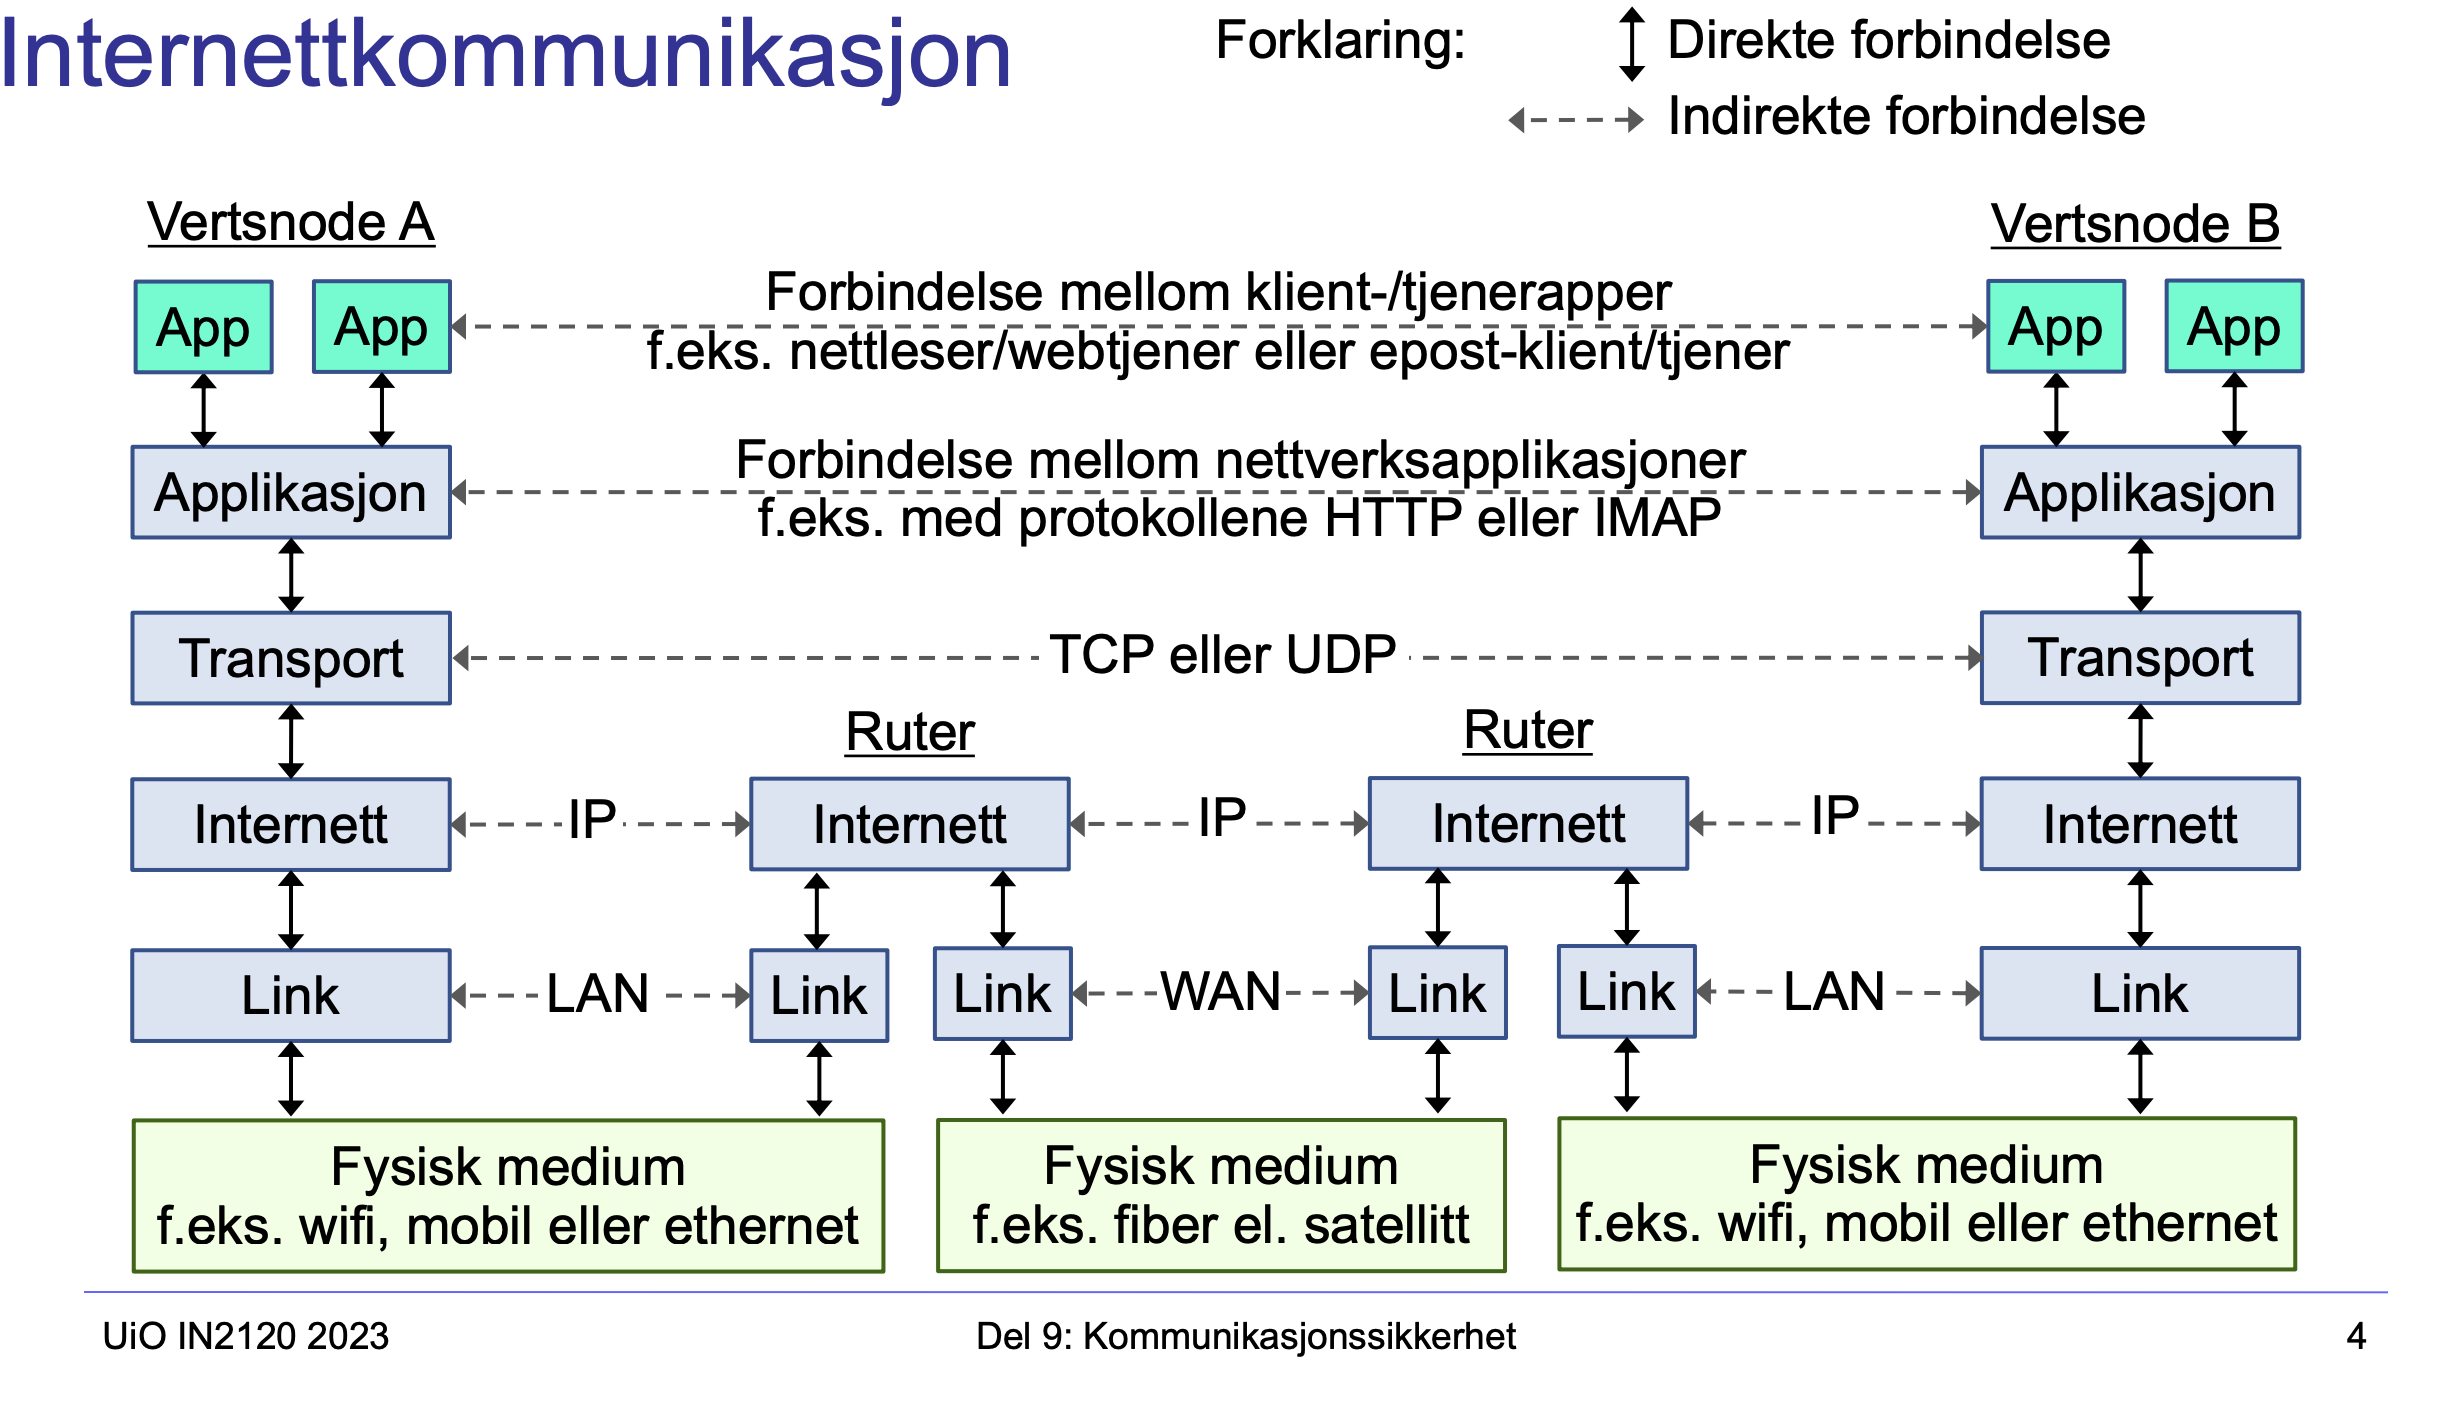 Internettkommunikasjon
Forklaring:
Direkte forbindelse
Indirekte forbindelse
Vertsnode A
Vertsnode B
App
App
Forbindelse mellom klient-/tjenerapper
f.eks. nettleser/webtjener eller epost-klient/tjener
App
App
Applikasjon
Forbindelse mellom nettverksapplikasjoner
f.eks. med protokollene HTTP eller IMAP
Applikasjon
Transport
TCP eller UDP
Transport
Ruter
Ruter
Internett
IP
Internett
IP
Internett
IP
Internett
Link
LAN
Link
Link
WAN
Link
Link
LAN
Link
Fysisk medium
f.eks. wifi, mobil eller ethernet
Fysisk medium
f.eks. fiber el. satellitt
Fysisk medium
f.eks. wifi, mobil eller ethernet
UiO IN2120 2023
Del 9: Kommunikasjonssikkerhet
4